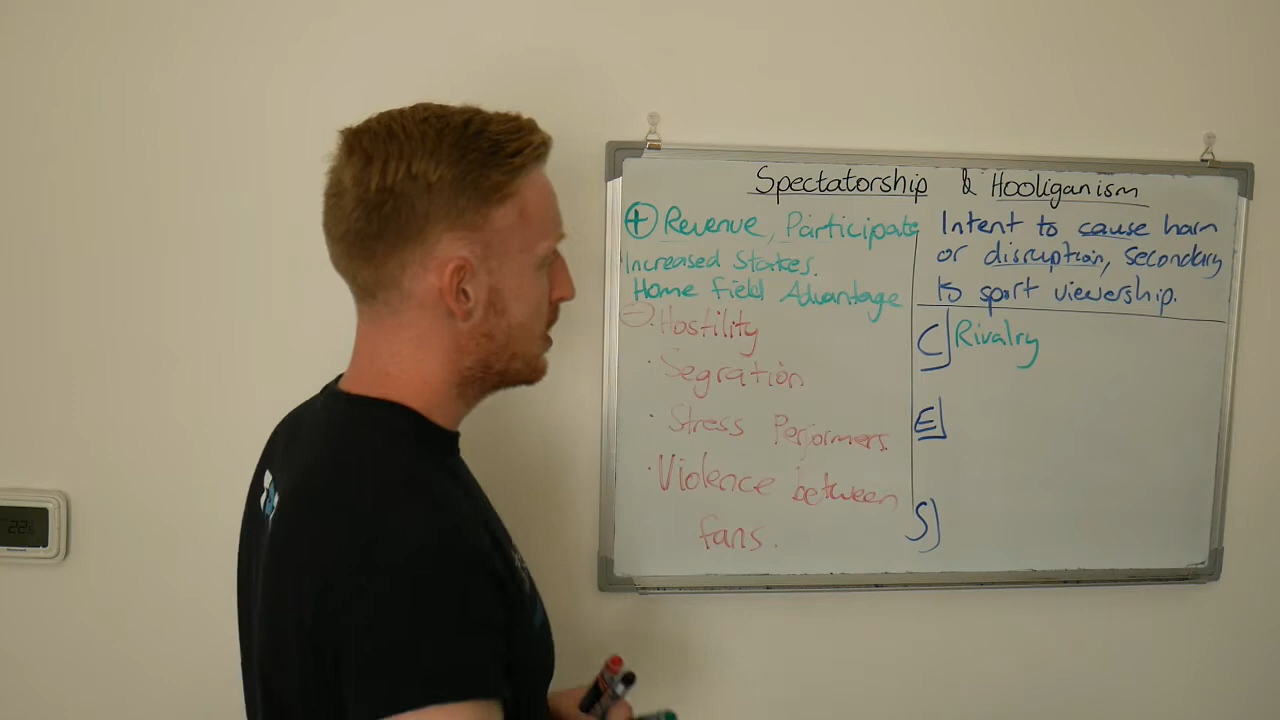 Spectatorship & Hooliganism
+ Revenue, Participate
Increased Stakes.
Home Field Advantage
- · Hostility
· Segration
· Stress Performers
· Violence between
fans.
Intent to cause harm
or disruption, secondary
to sport viewership.
C] Rivalry
E]
S]
22